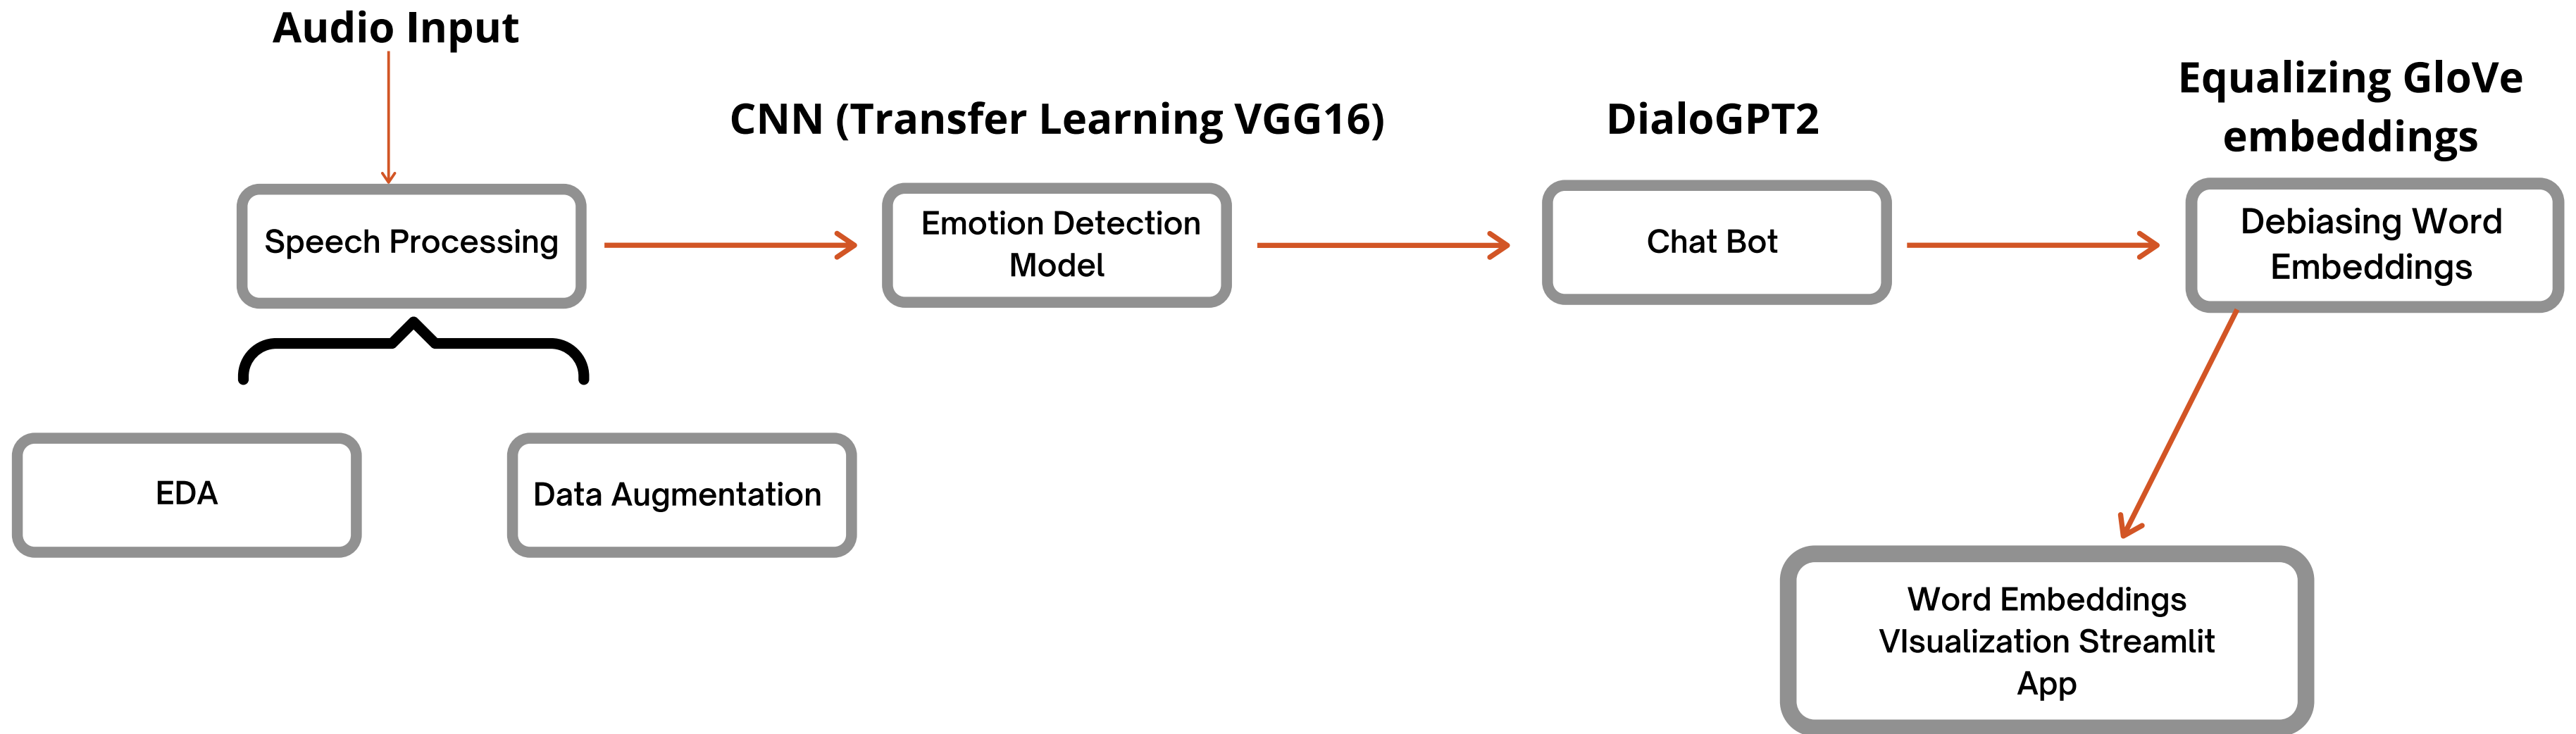 Audio Input
CNN (Transfer Learning VGG16)
DialoGPT2
Equalizing GloVe
embeddings
Speech Processing
Emotion Detection
Model
Chat Bot
Debiasing Word
Embeddings
EDA
Data Augmentation
Word Embeddings
VIsualization Streamlit
App